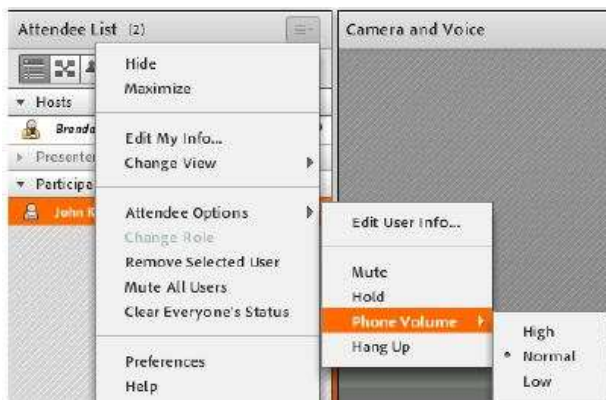 Attendee List (2)
Camera and Voice
Hide
Maximize
Hosts
Edit My Info...
Change View
Attendee Options
Change Role
Remove Selected User
Mute All Users
Clear Everyone's Status
Preferences
Help
John K
Edit User Info...
Mute
Hold
Phone Volume
Hang Up
High
Normal
Low